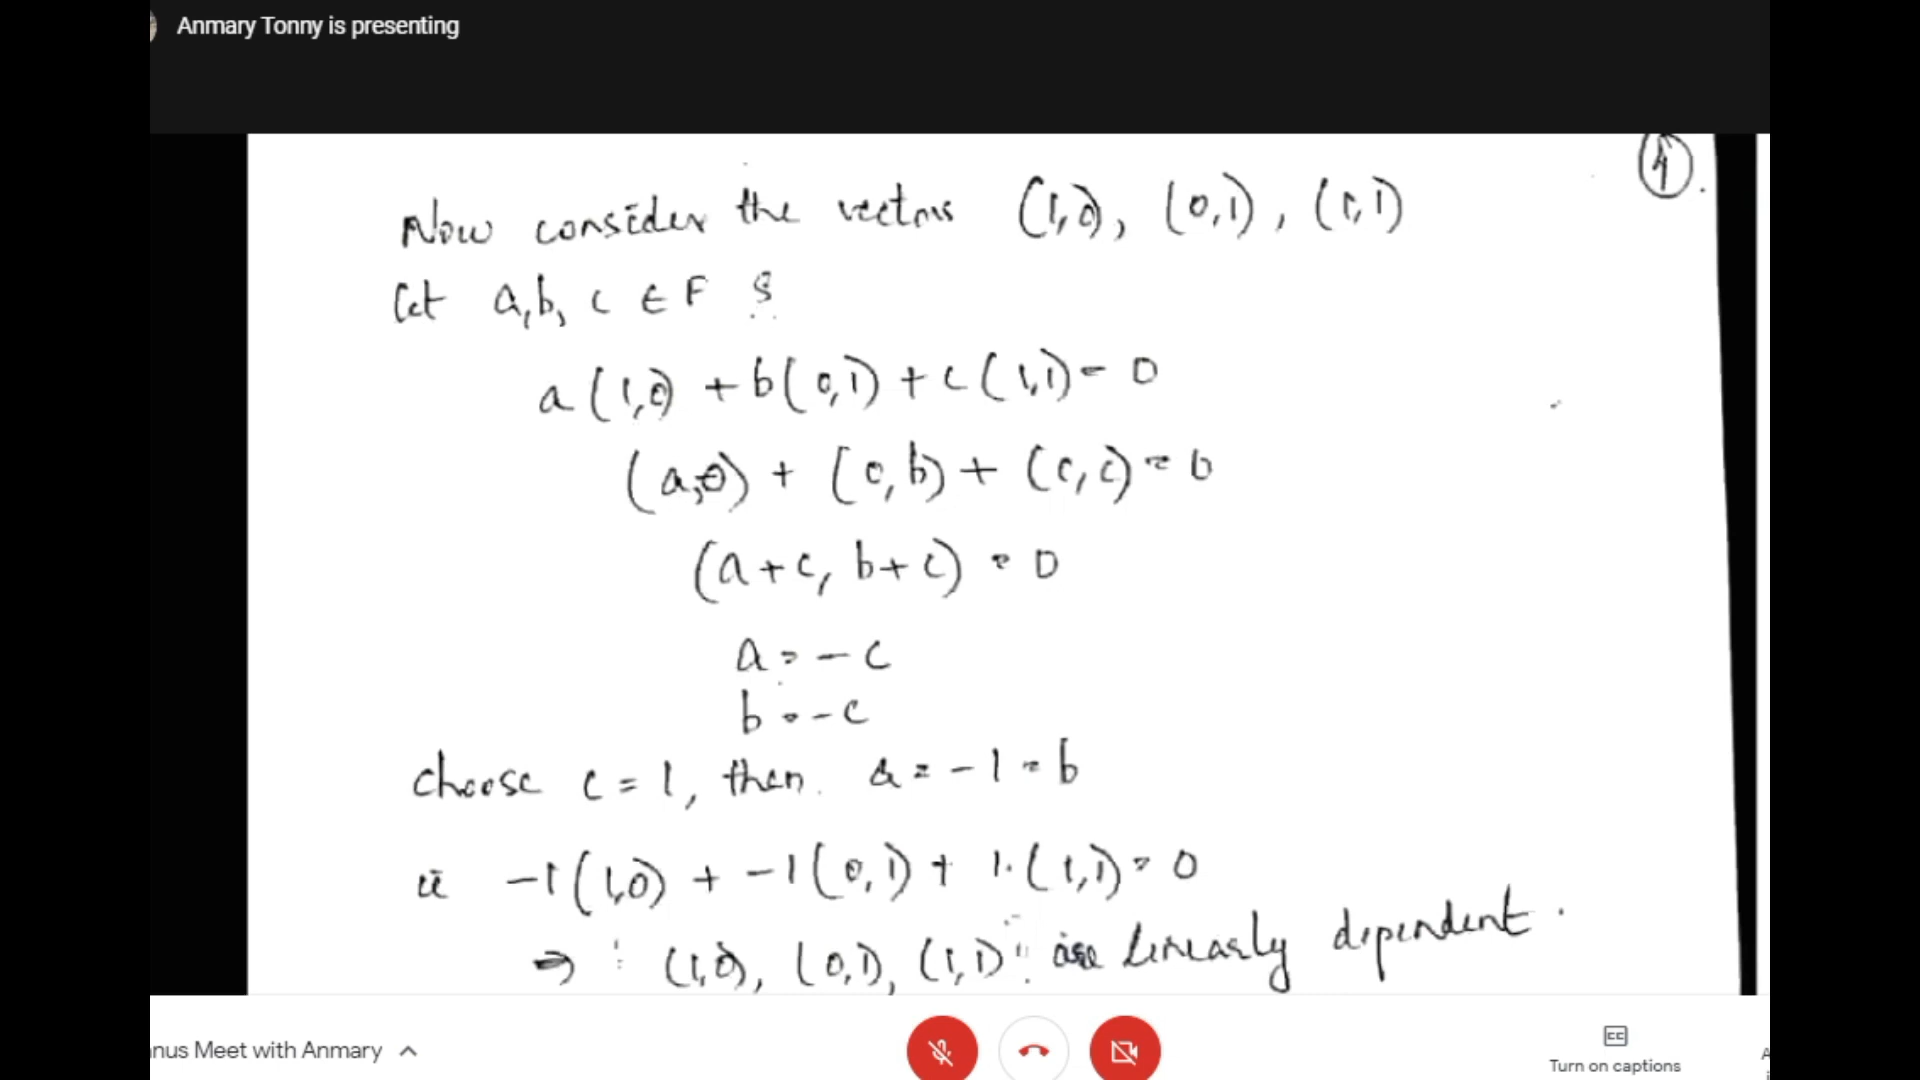 Anmary Tonny is presenting
4
Now consider the vectors (1,0), (0,1), (1,1)
Let a,b, c ∈ F
a(1,0) + b(0,1) + c(1,1) = 0
(a,0) + (0,b) + (c,c) = 0
(a+c, b+c) = 0
a = -c
b = -c
choose c = 1, then a = -1 = b
ie -1(1,0) + -1(0,1) + 1.(1,1) = 0
⇒ (1,0), (0,1), (1,1) are linearly dependent.
nus Meet with Anmary
CC
Turn on captions